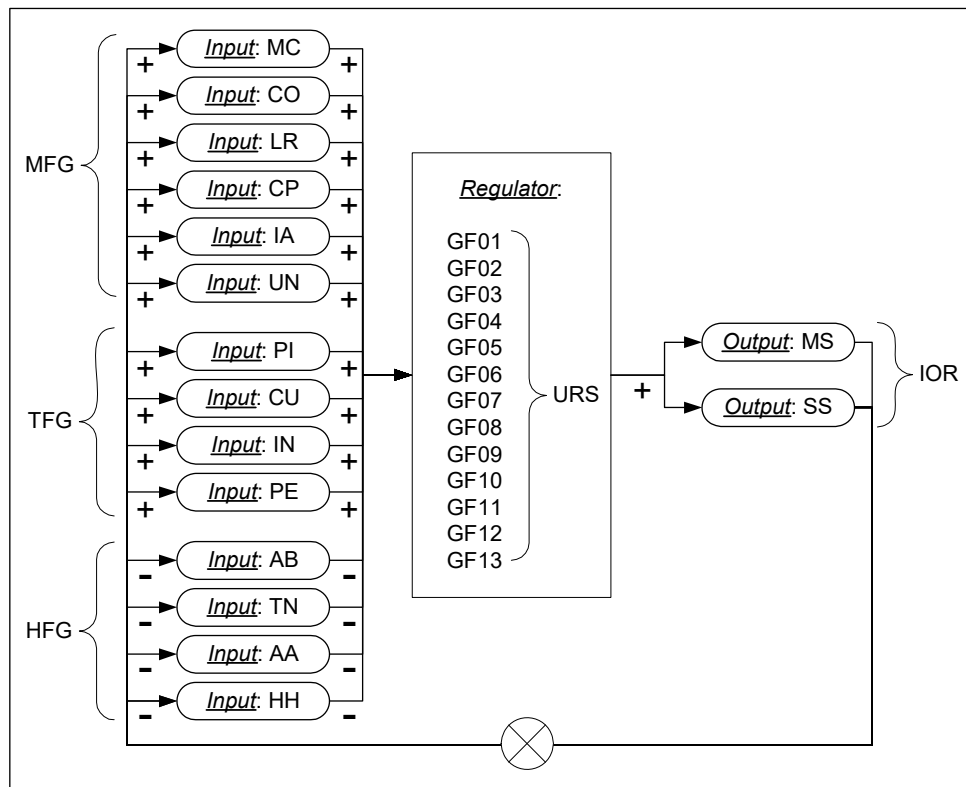 MFG
Input: MC
+ +
Input: CO
+ +
Input: LR
+ +
Input: CP
+ +
Input: IA
+ +
Input: UN
+ +
TFG
Input: PI
+ +
Input: CU
+ +
Input: IN
+ +
Input: PE
+ +
HFG
Input: AB
- -
Input: TN
- -
Input: AA
- -
Input: HH
- -
Regulator:
GF01
GF02
GF03
GF04
GF05
GF06
GF07
GF08
GF09
GF10
GF11
GF12
GF13
URS
+
Output: MS
Output: SS
IOR